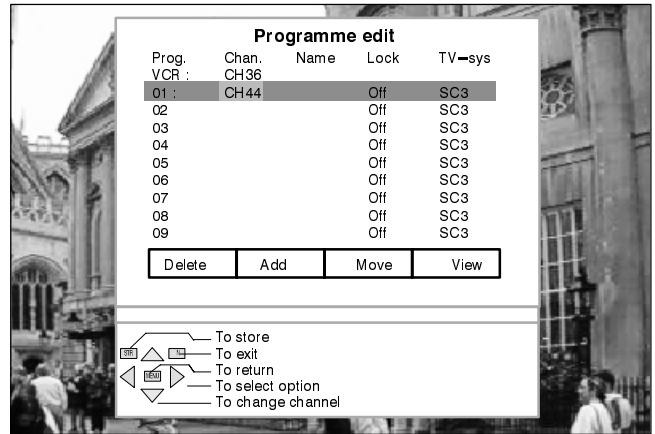 Programme edit
Prog. Chan. Name Lock TV-sys
VCR : CH36
01 : CH44 Off SC3
02 Off SC3
03 Off SC3
04 Off SC3
05 Off SC3
06 Off SC3
07 Off SC3
08 Off SC3
09 Off SC3
Delete Add Move View
STR To store
To exit
MENU To return
To select option
To change channel